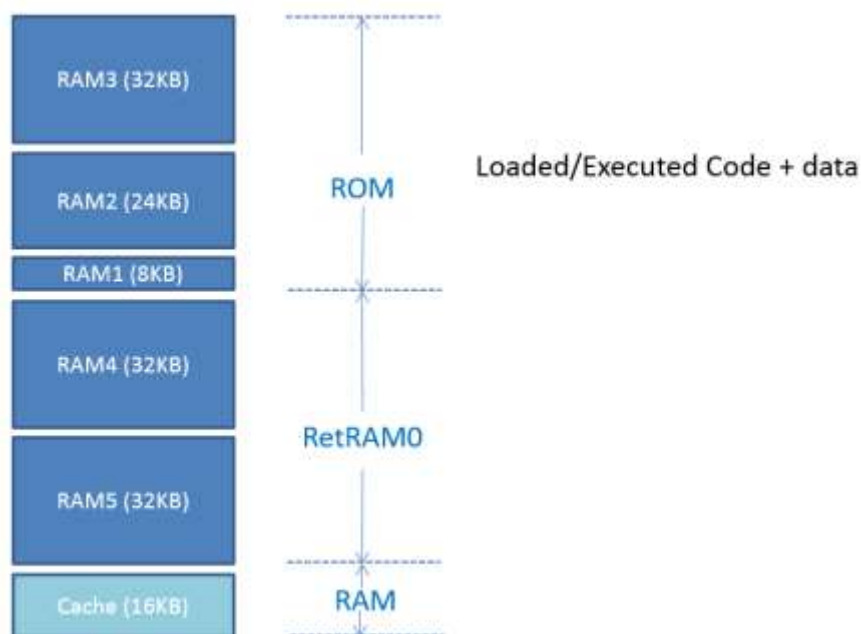 RAM3 (32KB)
ROM
Loaded/Executed Code + data
RAM2 (24KB)
RAM1 (8KB)
RAM4 (32KB)
RetRAM0
RAM5 (32KB)
Cache (16KB)
RAM